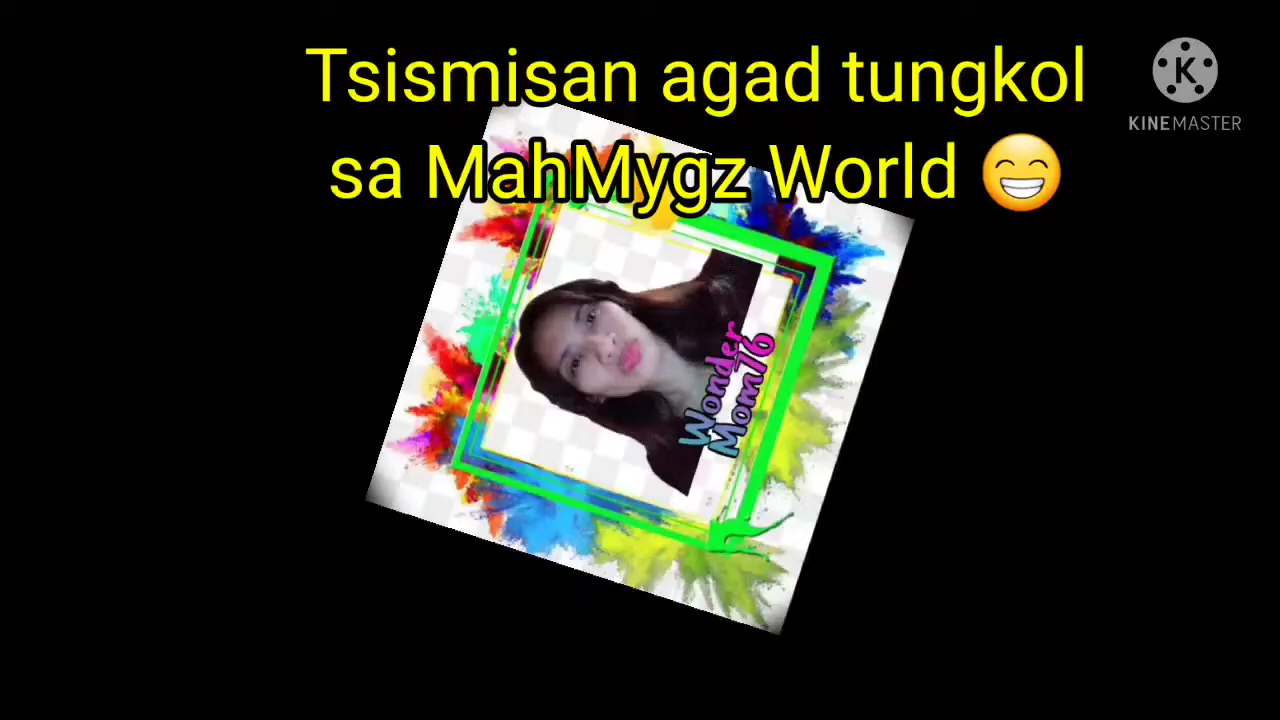 Tsismisan agad tungkol
sa MahMygz World 😁
KINEMASTER
Wonder
Mom76